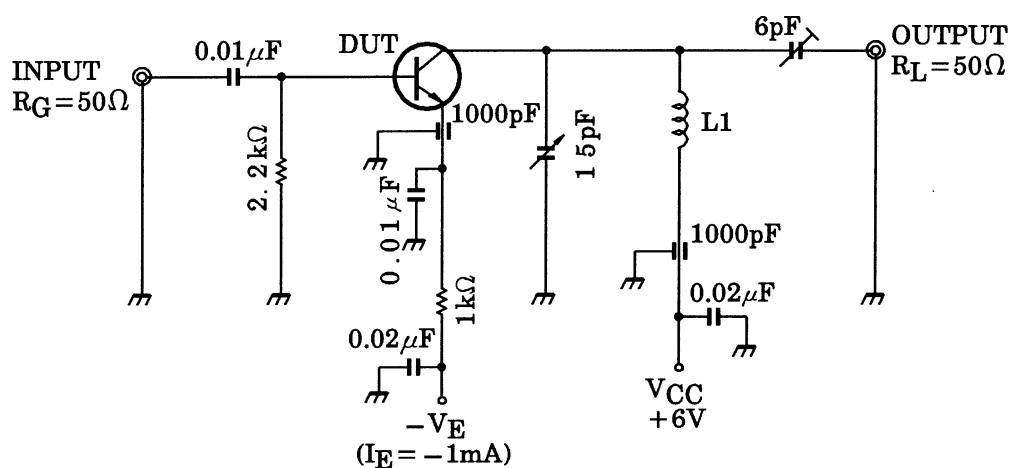 INPUT
RG=50Ω
0.01μF
2.2kΩ
DUT
1000pF
0.01μF
1kΩ
0.02μF
−VE
(IE=−1mA)
15pF
L1
1000pF
0.02μF
VCC
+6V
6pF
OUTPUT
RL=50Ω